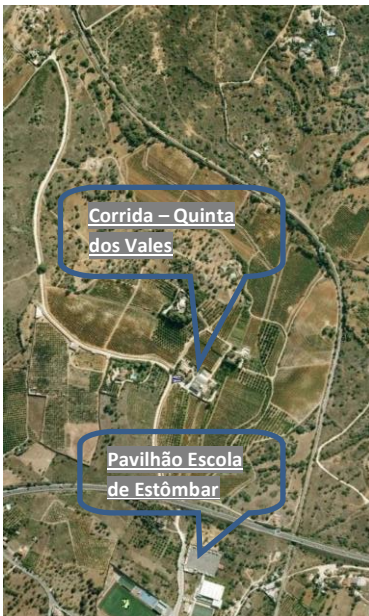 Corrida – Quinta
dos Vales
Pavilhão Escola
de Estômbar